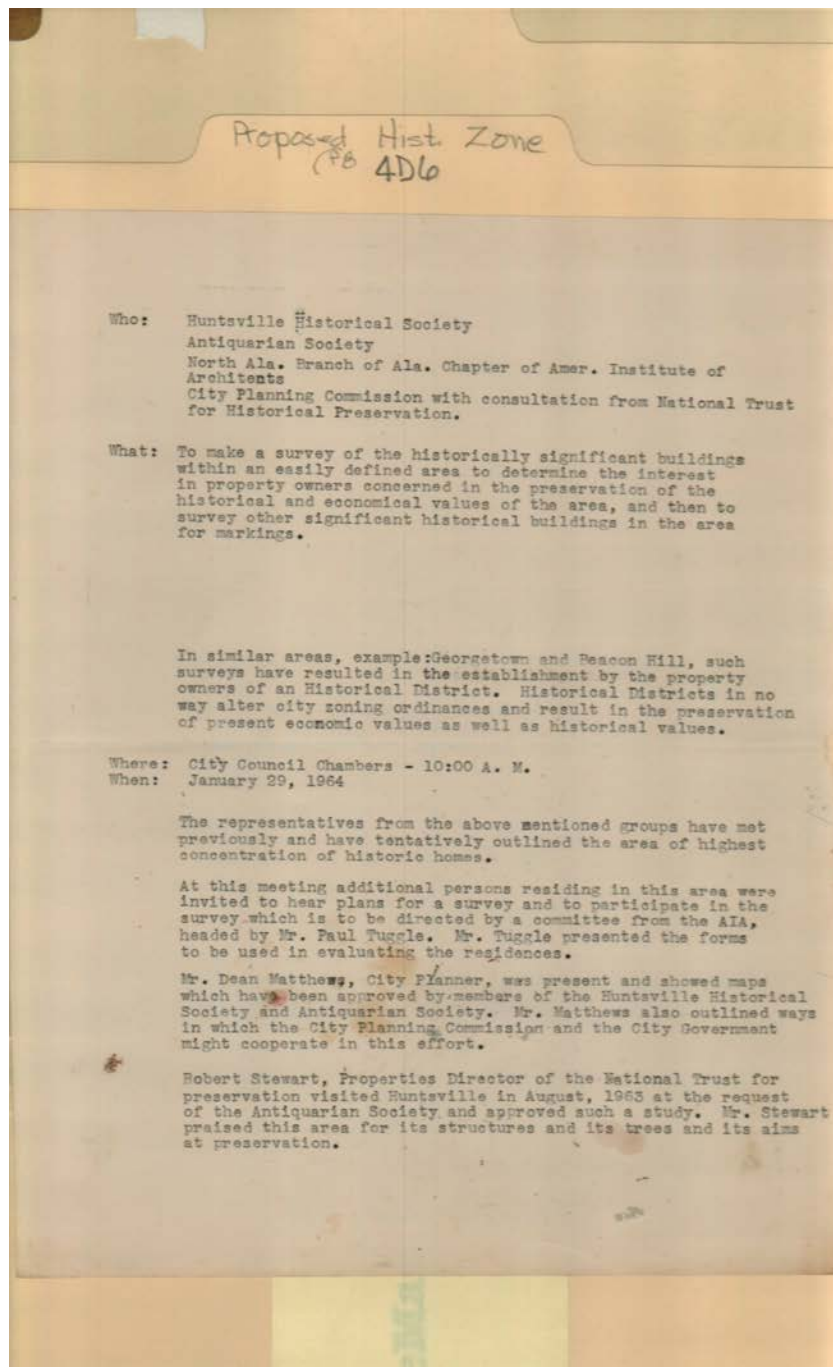 Proposed Hist. Zone
4D6
Who: Huntsville Historical Society
Antiquarian Society
North Ala. Branch of Ala. Chapter of Amer. Institute of
Architents
City Planning Commission with consultation from National Trust
for Historical Preservation.
What: To make a survey of the historically significant buildings
within an easily defined area to determine the interest
in property owners concerned in the preservation of the
historical and economical values of the area, and then to
survey other significant historical buildings in the area
for markings.
In similar areas, example:Georgetown and Beacon Hill, such
surveys have resulted in the establishment by the property
owners of an Historical District. Historical Districts in no
way alter city zoning ordinances and result in the preservation
of present economic values as well as historical values.
Where: City Council Chambers - 10:00 A. M.
When: January 29, 1964
The representatives from the above mentioned groups have met
previously and have tentatively outlined the area of highest
concentration of historic homes.
At this meeting additional persons residing in this area were
invited to hear plans for a survey and to participate in the
survey which is to be directed by a committee from the AIA,
headed by Mr. Paul Tuggle. Mr. Tuggle presented the forms
to be used in evaluating the residences.
Mr. Dean Matthews, City Planner, was present and showed maps
which have been approved by members of the Huntsville Historical
Society and Antiquarian Society. Mr. Matthews also outlined ways
in which the City Planning Commission and the City Government
might cooperate in this effort.
Robert Stewart, Properties Director of the National Trust for
preservation visited Huntsville in August, 1963 at the request
of the Antiquarian Society and approved such a study. Mr. Stewart
praised this area for its structures and its trees and its aims
at preservation.